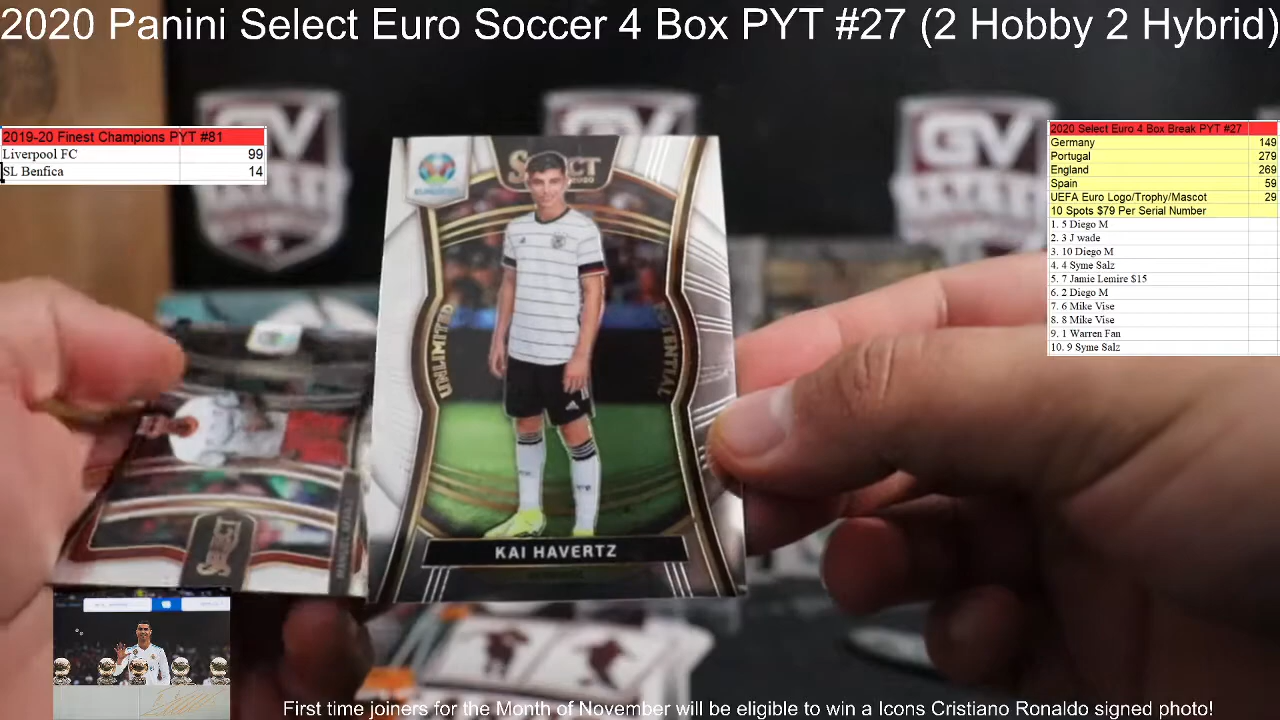 2020 Panini Select Euro Soccer 4 Box PYT #27 (2 Hobby 2 Hybrid)
2019-20 Finest Champions PYT #81
Liverpool FC 99
SL Benfica 14
2020 Select Euro 4 Box Break PYT #27
Germany 149
Portugal 279
England 269
Spain 59
UEFA Euro Logo/Trophy/Mascot 29
10 Spots $79 Per Serial Number
1. 5 Diego M
2. 3 J wade
3. 10 Diego M
4. 4 Syme Salz
5. 7 Jamie Lemire $15
6. 2 Diego M
7. 6 Mike Vise
8. 8 Mike Vise
9. 1 Warren Fan
10. 9 Syme Salz
GV
GV
GV
SELECT
2020
UNLIMITED
POTENTIAL
KAI HAVERTZ
SELECT
First time joiners for the Month of November will be eligible to win a Icons Cristiano Ronaldo signed photo!